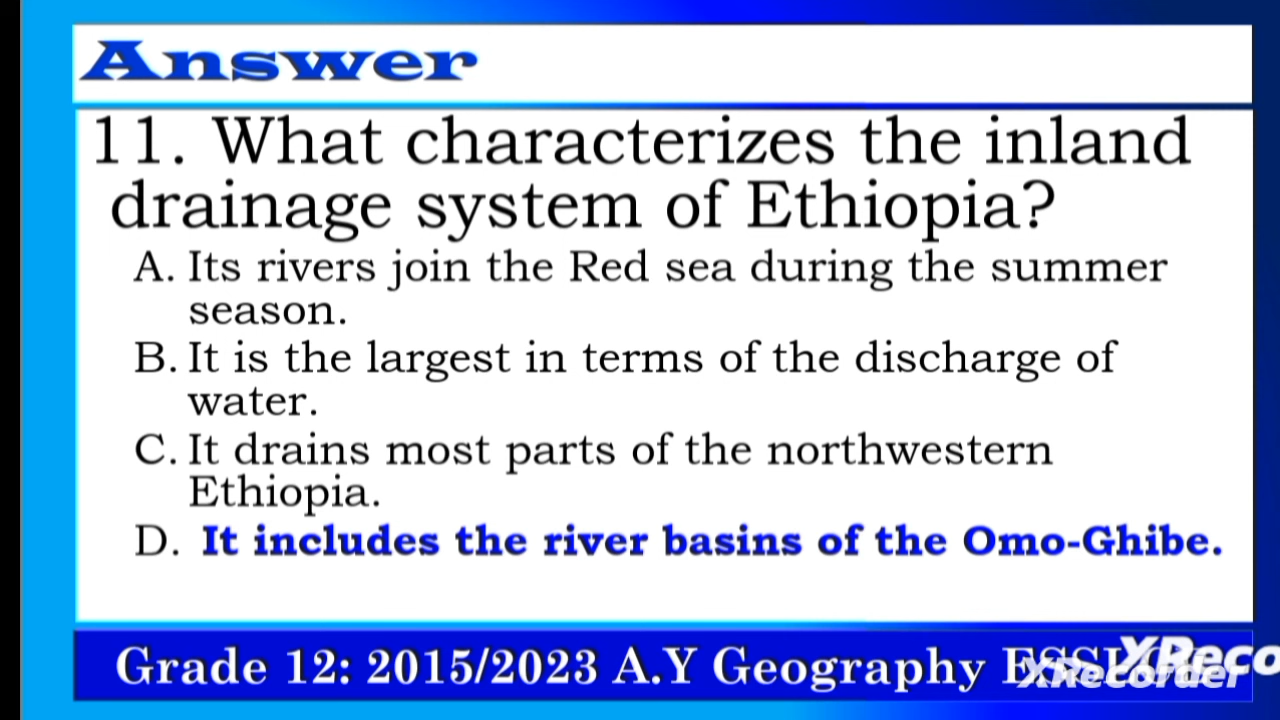 Answer
11. What characterizes the inland
drainage system of Ethiopia?
A. Its rivers join the Red sea during the summer
season.
B. It is the largest in terms of the discharge of
water.
C. It drains most parts of the northwestern
Ethiopia.
D. It includes the river basins of the Omo-Ghibe.
Grade 12: 2015/2023 A.Y Geography
XRecorder